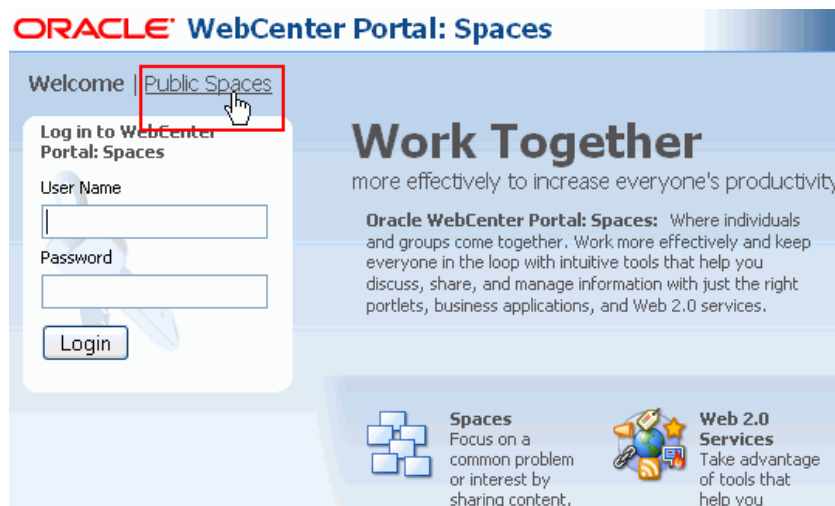 ORACLE WebCenter Portal: Spaces
Welcome | Public Spaces
Log in to WebCenter
Portal: Spaces
User Name
Password
Login
Work Together
more effectively to increase everyone's productivity
Oracle WebCenter Portal: Spaces: Where individuals
and groups come together. Work more effectively and keep
everyone in the loop with intuitive tools that help you
discuss, share, and manage information with just the right
portlets, business applications, and Web 2.0 services.
Spaces
Focus on a
common problem
or interest by
sharing content,
Web 2.0
Services
Take advantage
of tools that
help you